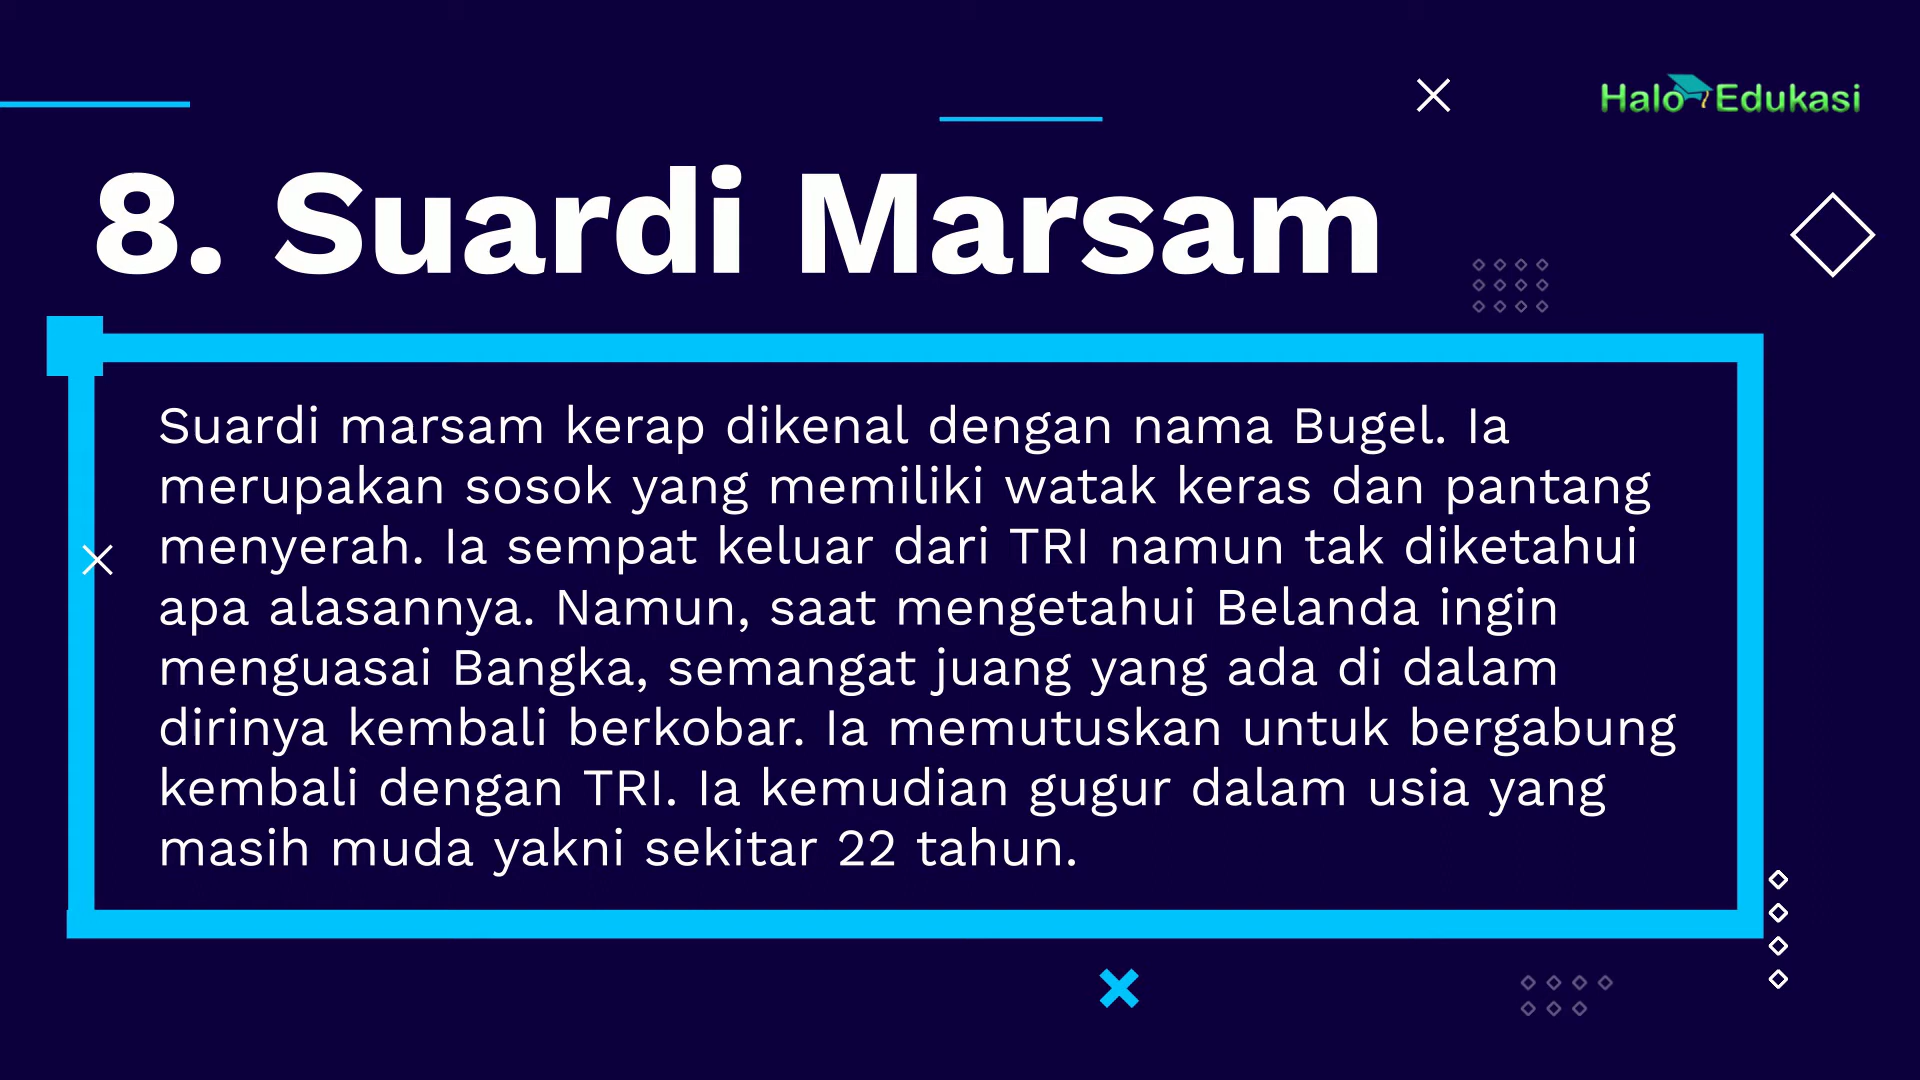 Halo Edukasi
8. Suardi Marsam
Suardi marsam kerap dikenal dengan nama Bugel. Ia
merupakan sosok yang memiliki watak keras dan pantang
menyerah. Ia sempat keluar dari TRI namun tak diketahui
apa alasannya. Namun, saat mengetahui Belanda ingin
menguasai Bangka, semangat juang yang ada di dalam
dirinya kembali berkobar. Ia memutuskan untuk bergabung
kembali dengan TRI. Ia kemudian gugur dalam usia yang
masih muda yakni sekitar 22 tahun.